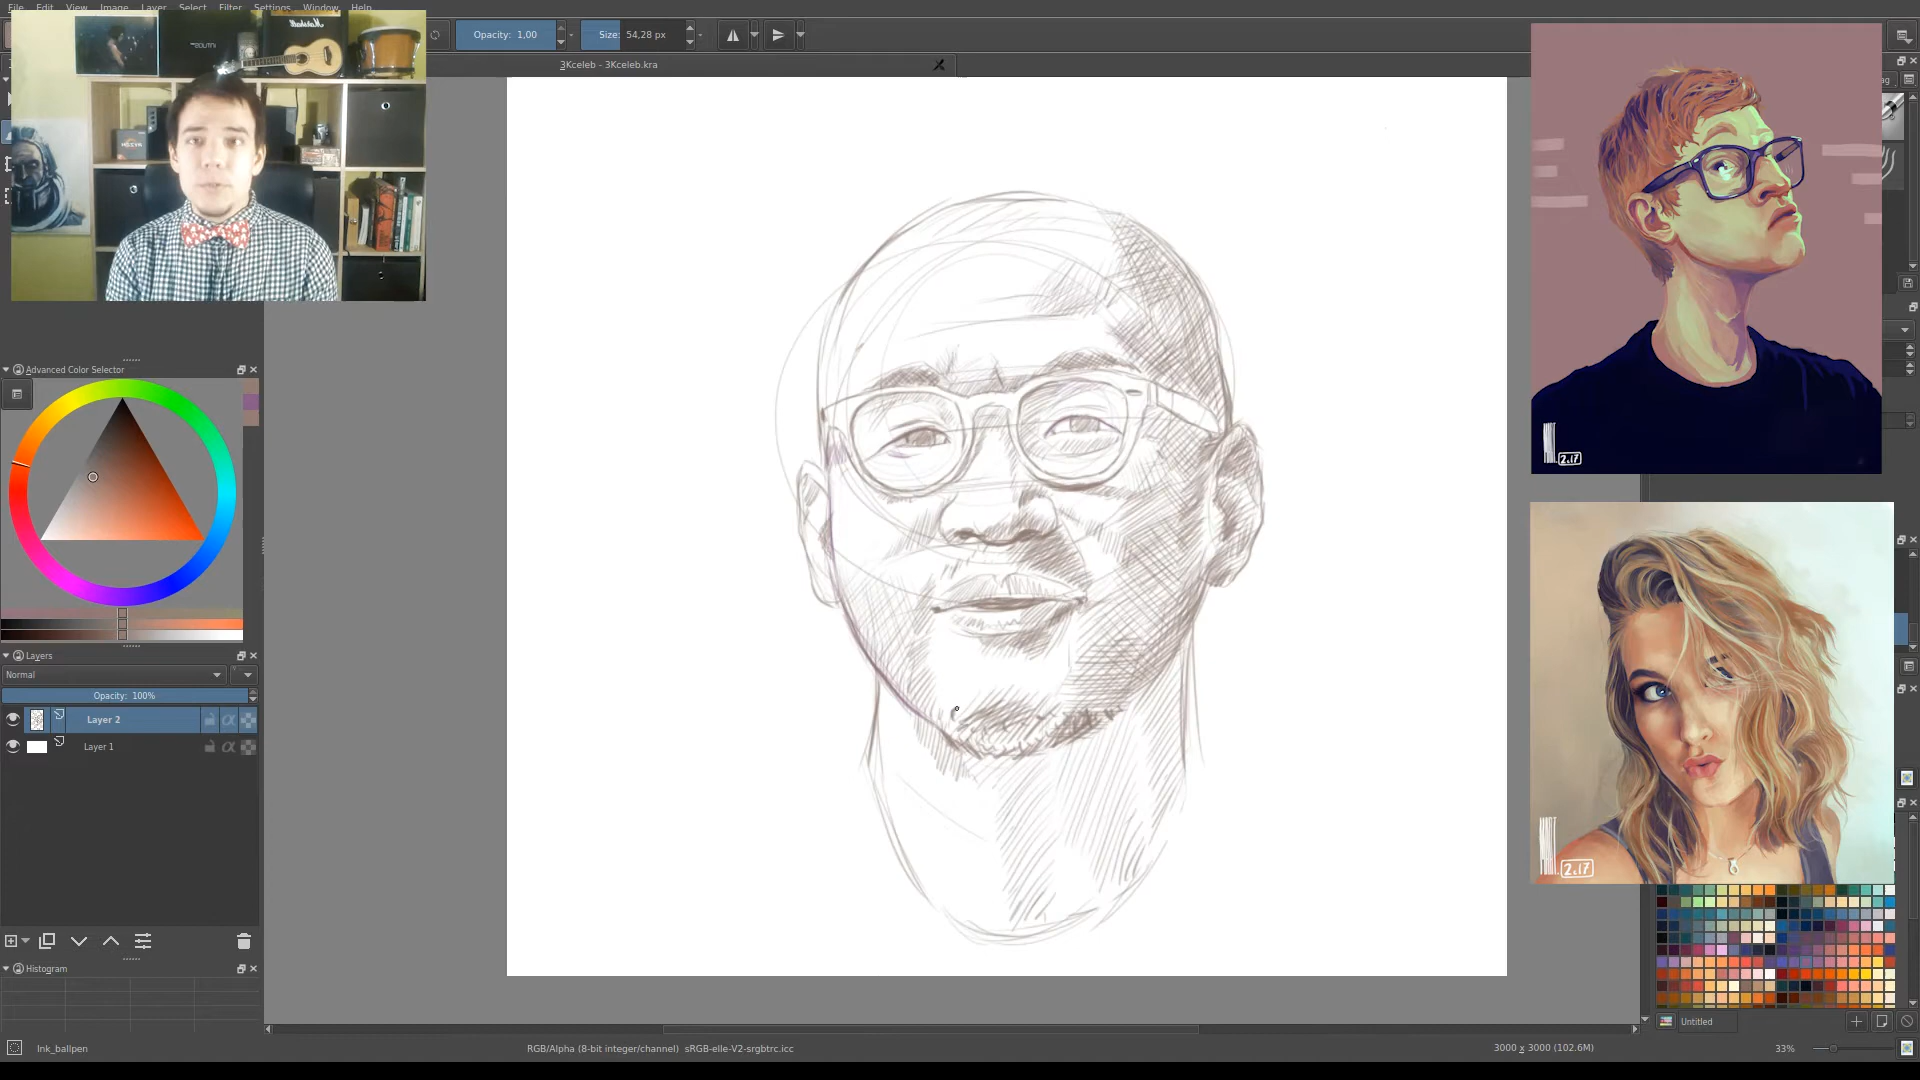 File Edit View Image Layer Select Filter Settings Window Help
Opacity: 1,00
Size: 54,28 px
3Kceleb - 3Kceleb.kra
Advanced Color Selector
Layers
Normal
Opacity: 100%
Layer 2
Layer 1
Histogram
Ink_ballpen
RGB/Alpha (8-bit integer/channel) sRGB-elle-V2-srgbtrc.icc
3000 x 3000 (102.6M)
33%
Untitled
2.17
2.17